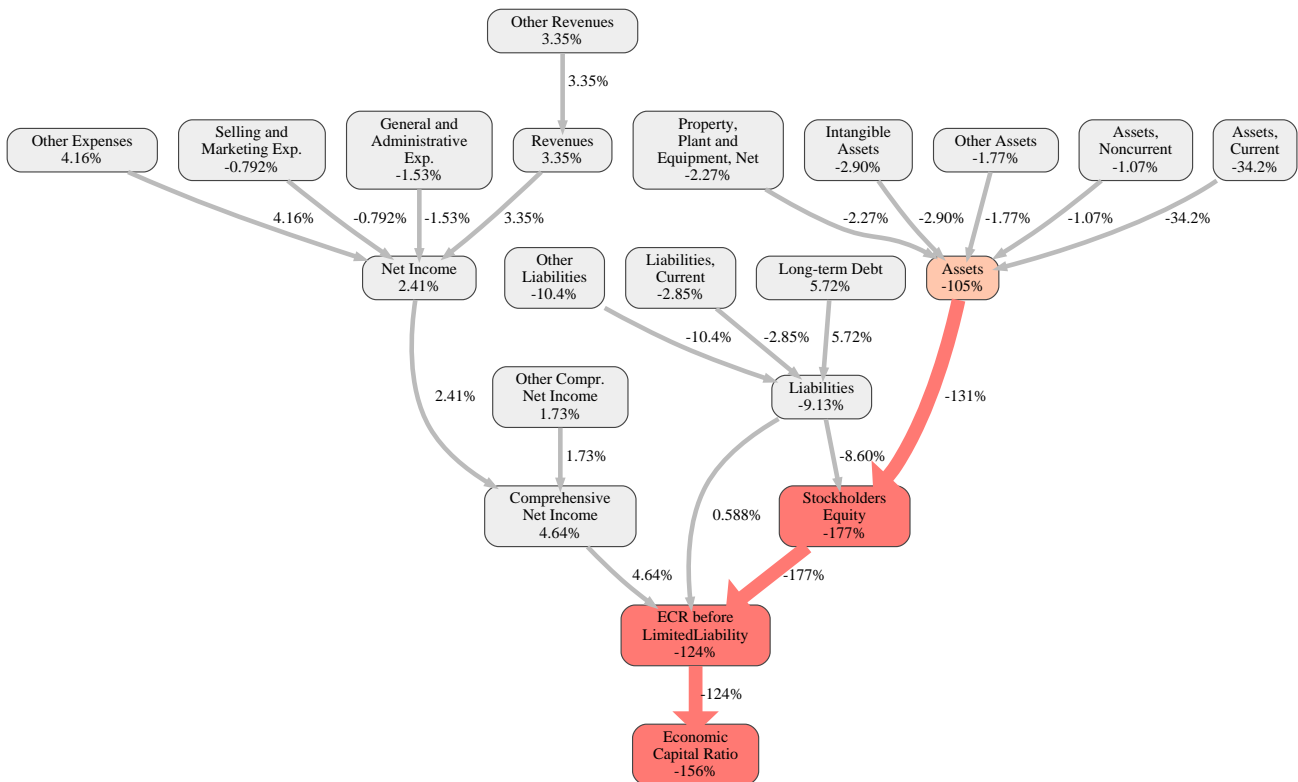 Other Revenues
3.35%
3.35%
Other Expenses
4.16%
Selling and
Marketing Exp.
-0.792%
General and
Administrative
Exp.
-1.53%
Revenues
3.35%
Property,
Plant and
Equipment, Net
-2.27%
Intangible
Assets
-2.90%
Other Assets
-1.77%
Assets,
Noncurrent
-1.07%
Assets,
Current
-34.2%
4.16%
-0.792%
-1.53%
3.35%
-2.27%
-2.90%
-1.77%
-1.07%
-34.2%
Net Income
2.41%
Other
Liabilities
-10.4%
Liabilities,
Current
-2.85%
Long-term Debt
5.72%
Assets
-105%
-10.4%
-2.85%
5.72%
2.41%
Other Compr.
Net Income
1.73%
Liabilities
-9.13%
-131%
1.73%
-8.60%
Comprehensive
Net Income
4.64%
0.588%
Stockholders
Equity
-177%
4.64%
-177%
ECR before
LimitedLiability
-124%
-124%
Economic
Capital Ratio
-156%